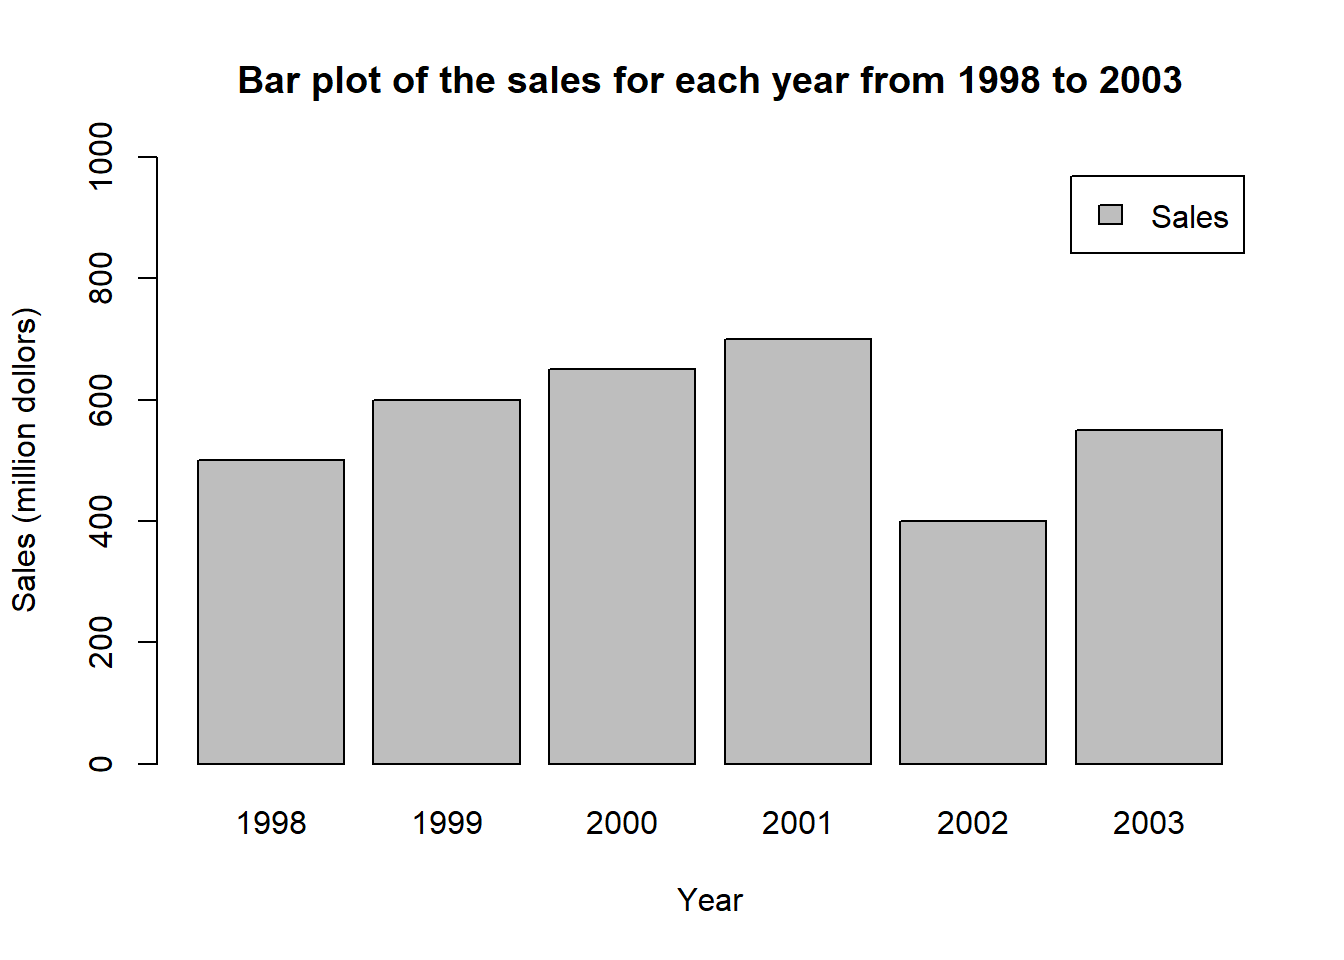 Bar plot of the sales for each year from 1998 to 2003
1000
800
600
400
200
0
Sales (million dollors)
Sales
1998 1999 2000 2001 2002 2003
Year